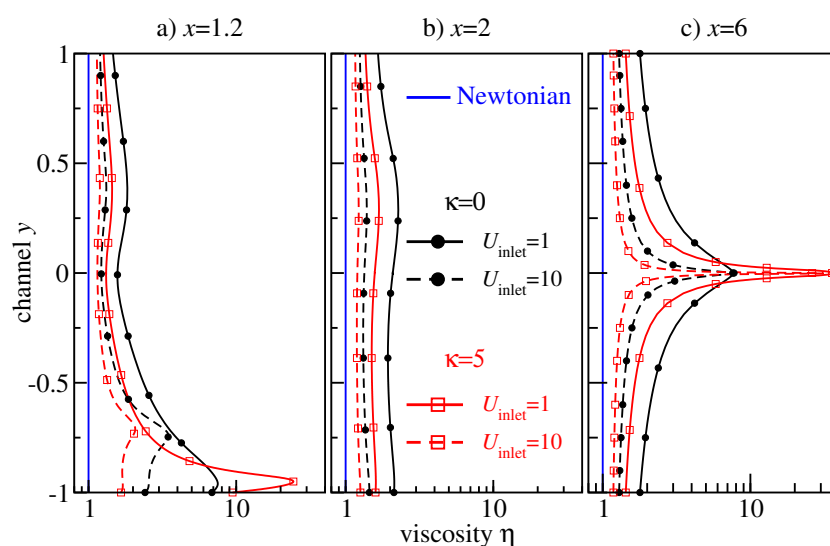 a) x=1.2
b) x=2
c) x=6
channel y
1
0.5
0
-0.5
-1
Newtonian
κ=0
U_inlet=1
U_inlet=10
κ=5
U_inlet=1
U_inlet=10
1 10
1 10
1 10
viscosity η